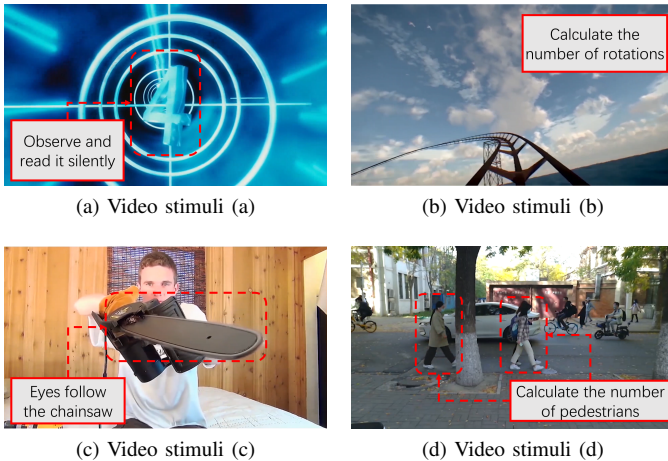 4
Observe and
read it silently
Calculate the
number of rotations
(a) Video stimuli (a)
(b) Video stimuli (b)
Eyes follow
the chainsaw
Calculate the number
of pedestrians
(c) Video stimuli (c)
(d) Video stimuli (d)